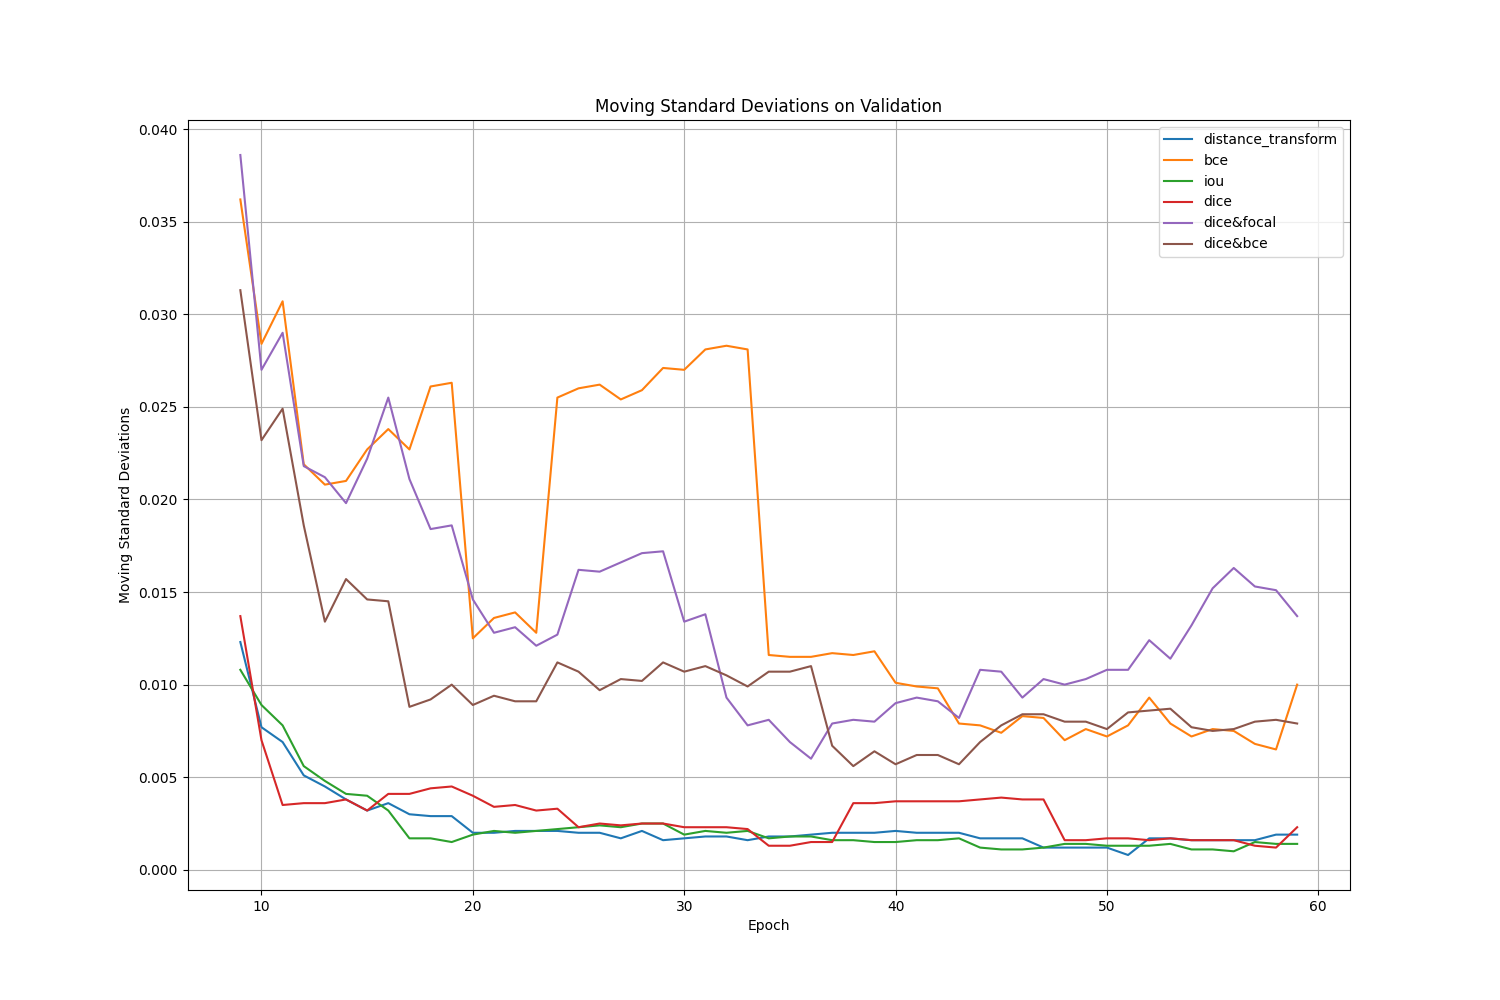 Moving Standard Deviations on Validation
0.040
0.035
0.030
0.025
0.020
0.015
0.010
0.005
0.000
Moving Standard Deviations
10
20
30
40
50
60
Epoch
distance_transform
bce
iou
dice
dice&focal
dice&bce